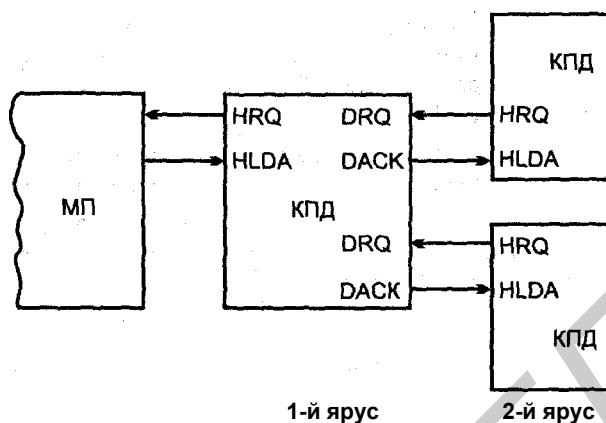 КПД
HRQ
HLDA
HRQ DRQ
HLDA DACK
МП
КПД
DRQ
DACK
HRQ
HLDA
КПД
1-й ярус 2-й ярус